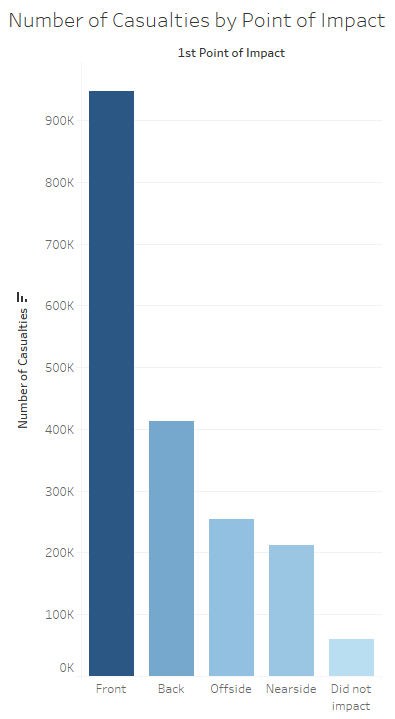 Number of Casualties by Point of Impact
1st Point of Impact
Number of Casualties
900K
800K
700K
600K
500K
400K
300K
200K
100K
0K
Front
Back
Offside
Nearside
Did not
impact